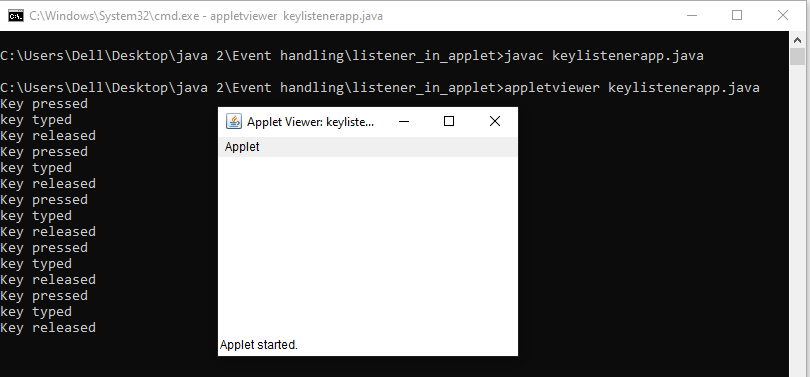 C:\Windows\System32\cmd.exe - appletviewer  keylistenerapp.java
C:\Users\Dell\Desktop\java 2\Event handling\listener_in_applet>javac keylistenerapp.java
C:\Users\Dell\Desktop\java 2\Event handling\listener_in_applet>appletviewer keylistenerapp.java
Key pressed
key typed
Key released
Key pressed
key typed
Key released
Key pressed
key typed
Key released
Key pressed
key typed
Key released
Key pressed
key typed
Key released
Applet Viewer: keyliste...
Applet
Applet started.